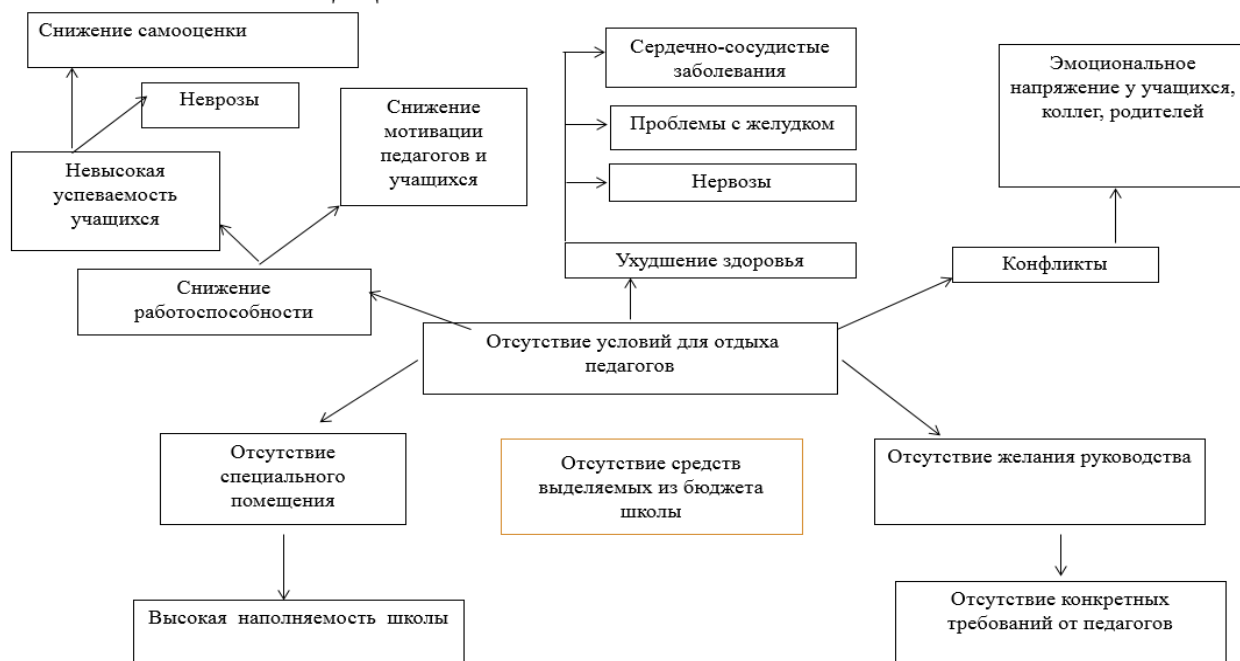 Снижение самооценки
Неврозы
Невысокая
успеваемость
учащихся
Снижение
мотивации
педагогов и
учащихся
Снижение
работоспособности
Сердечно-сосудистые
заболевания
Проблемы с желудком
Нервозы
Ухудшение здоровья
Эмоциональное
напряжение у учащихся,
коллег, родителей
Конфликты
Отсутствие условий для отдыха
педагогов
Отсутствие
специального
помещения
Отсутствие средств
выделяемых из бюджета
школы
Отсутствие желания руководства
Высокая наполняемость школы
Отсутствие конкретных
требований от педагогов